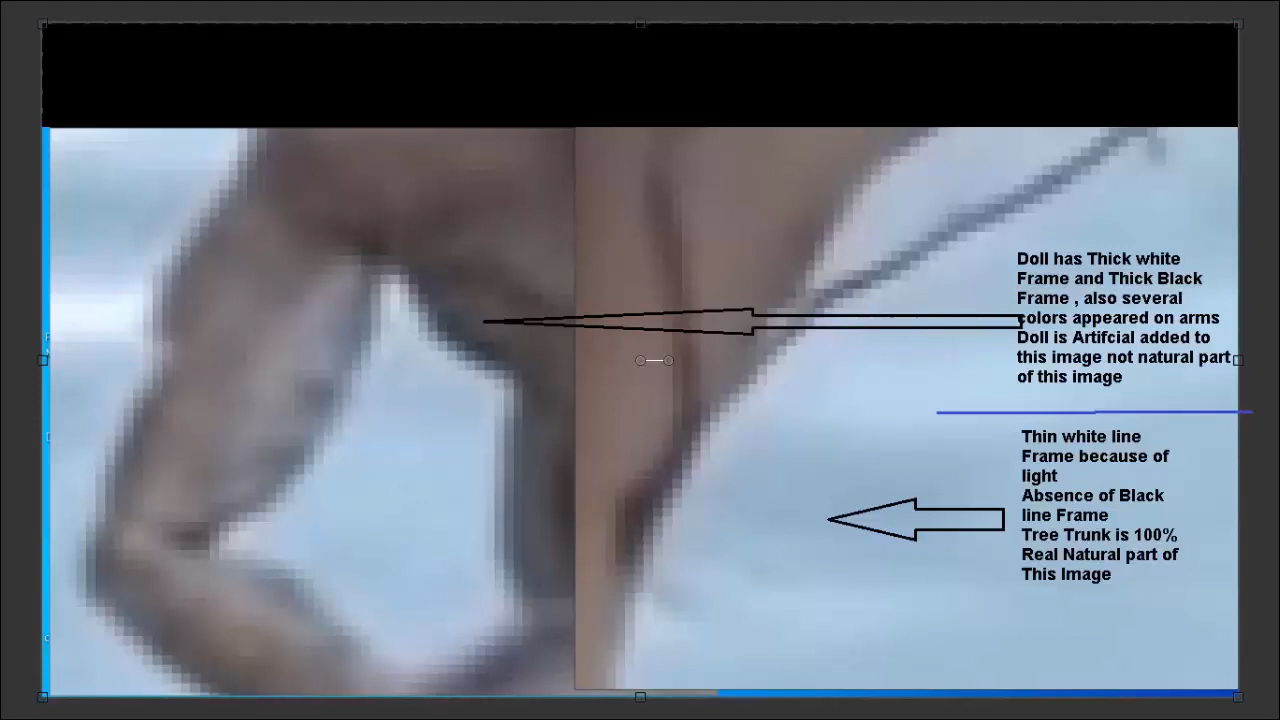 Doll has Thick white
Frame and Thick Black
Frame , also several
colors appeared on arms
Doll is Artifcial added to
this image not natural part
of this image
Thin white line
Frame because of
light
Absence of Black
line Frame
Tree Trunk is 100%
Real Natural part of
This Image